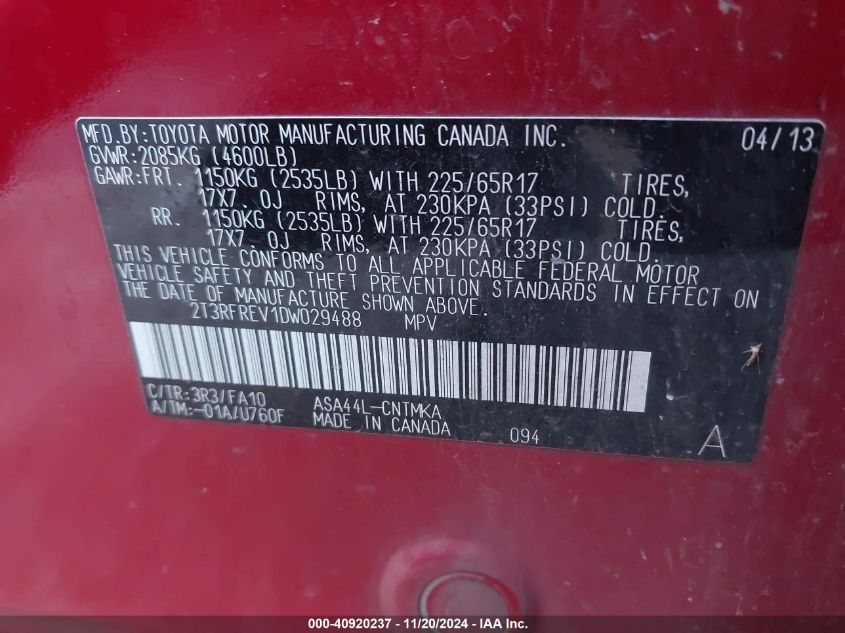 MFD.BY:TOYOTA MOTOR MANUFACTURING CANADA INC. 04/13
GVWR:2085KG (4600LB)
GAWR:FRT. 1150KG (2535LB) WITH 225/65R17 TIRES,
17X7.0J RIMS, AT 230KPA (33PSI) COLD.
RR. 1150KG (2535LB) WITH 225/65R17 TIRES,
17X7.0J RIMS, AT 230KPA (33PSI) COLD.
THIS VEHICLE CONFORMS TO ALL APPLICABLE FEDERAL MOTOR
VEHICLE SAFETY AND THEFT PREVENTION STANDARDS IN EFFECT ON
THE DATE OF MANUFACTURE SHOWN ABOVE.
2T3RFREV1DW029488 MPV
C/TR:3R3/FA10 ASA44L-CNTMKA
A/TM:-01A/U760F MADE IN CANADA 094 A
000-40920237 - 11/20/2024 - IAA Inc.